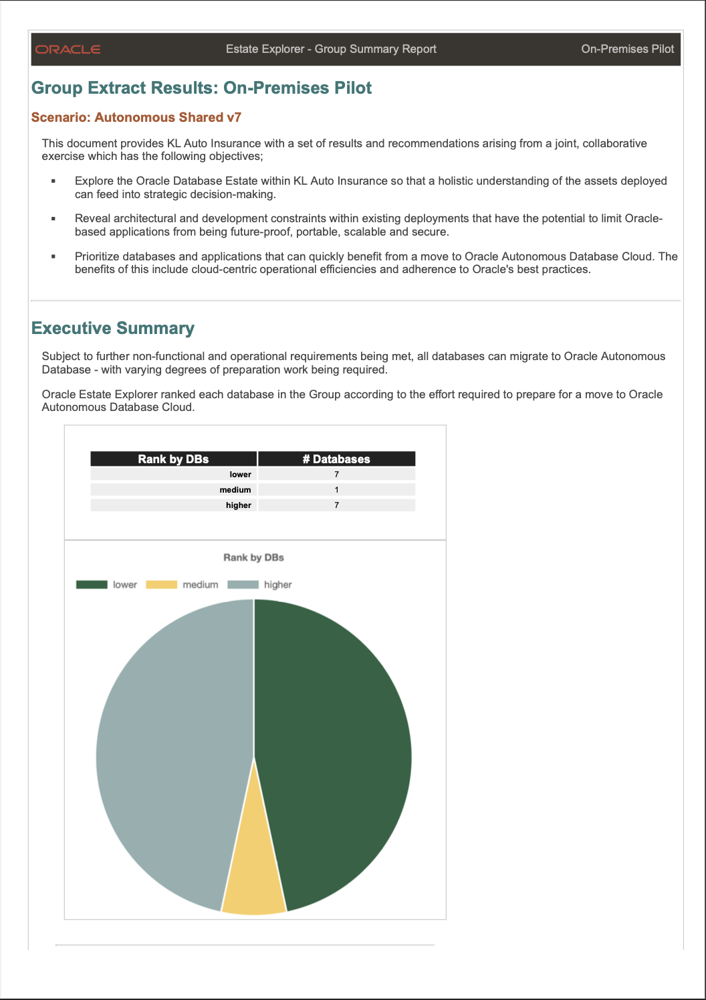 ORACLE Estate Explorer - Group Summary Report On-Premises Pilot
Group Extract Results: On-Premises Pilot
Scenario: Autonomous Shared v7
This document provides KL Auto Insurance with a set of results and recommendations arising from a joint, collaborative
exercise which has the following objectives;
▪ Explore the Oracle Database Estate within KL Auto Insurance so that a holistic understanding of the assets deployed
can feed into strategic decision-making.
▪ Reveal architectural and development constraints within existing deployments that have the potential to limit Oracle-
based applications from being future-proof, portable, scalable and secure.
▪ Prioritize databases and applications that can quickly benefit from a move to Oracle Autonomous Database Cloud. The
benefits of this include cloud-centric operational efficiencies and adherence to Oracle's best practices.
Executive Summary
Subject to further non-functional and operational requirements being met, all databases can migrate to Oracle Autonomous
Database - with varying degrees of preparation work being required.
Oracle Estate Explorer ranked each database in the Group according to the effort required to prepare for a move to Oracle
Autonomous Database Cloud.
Rank by DBs # Databases
lower 7
medium 1
higher 7
Rank by DBs
lower medium higher